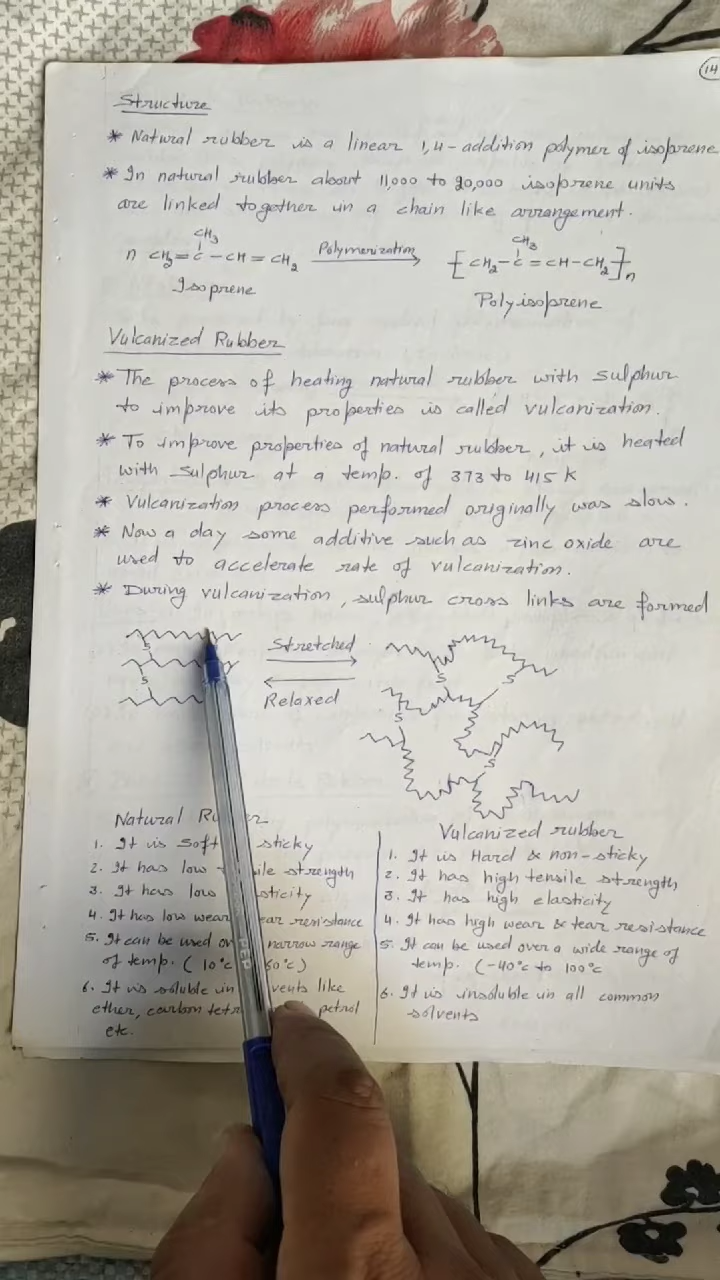 14
Structure
* Natural rubber is a linear 1,4-addition polymer of isoprene
* In natural rubber about 11,000 to 20,000 isoprene units
are linked together in a chain like arrangement.
CH3 CH3
n CH2=C-CH=CH2 Polymerization [CH2-C=CH-CH2]n
Isoprene Polyisoprene
Vulcanized Rubber
* The process of heating natural rubber with sulphur
to improve its properties is called vulcanization.
* To improve properties of natural rubber, it is heated
with sulphur at a temp. of 373 to 415 K
* Vulcanization process performed originally was slow.
* Now a day some additive such as zinc oxide are
used to accelerate rate of vulcanization.
* During vulcanization, sulphur cross links are formed
S Stretched S S
S Relaxed S S
Natural Ru
1. It is soft sticky
2. It has low strength
3. It has low
4. It has low wear resistance
5. It can be used narrow range
of temp. (10°c 60°c)
6. It is soluble in like
ether, carbon petrol
etc.
Vulcanized rubber
1. It is Hard & non-sticky
2. It has high tensile strength
3. It has high elasticity
4. It has high wear & tear resistance
5. It can be used over a wide range of
temp. (-40°c to 100°c
6. It is insoluble in all common
solvents
PEP